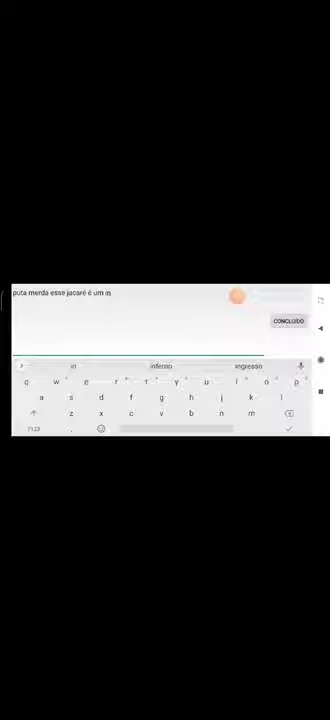 puta merda esse jacaré é um in
CONCLUÍDO
in inferno ingresso
q w e r t y u i o p
a s d f g h j k l
z x c v b n m
?123 .